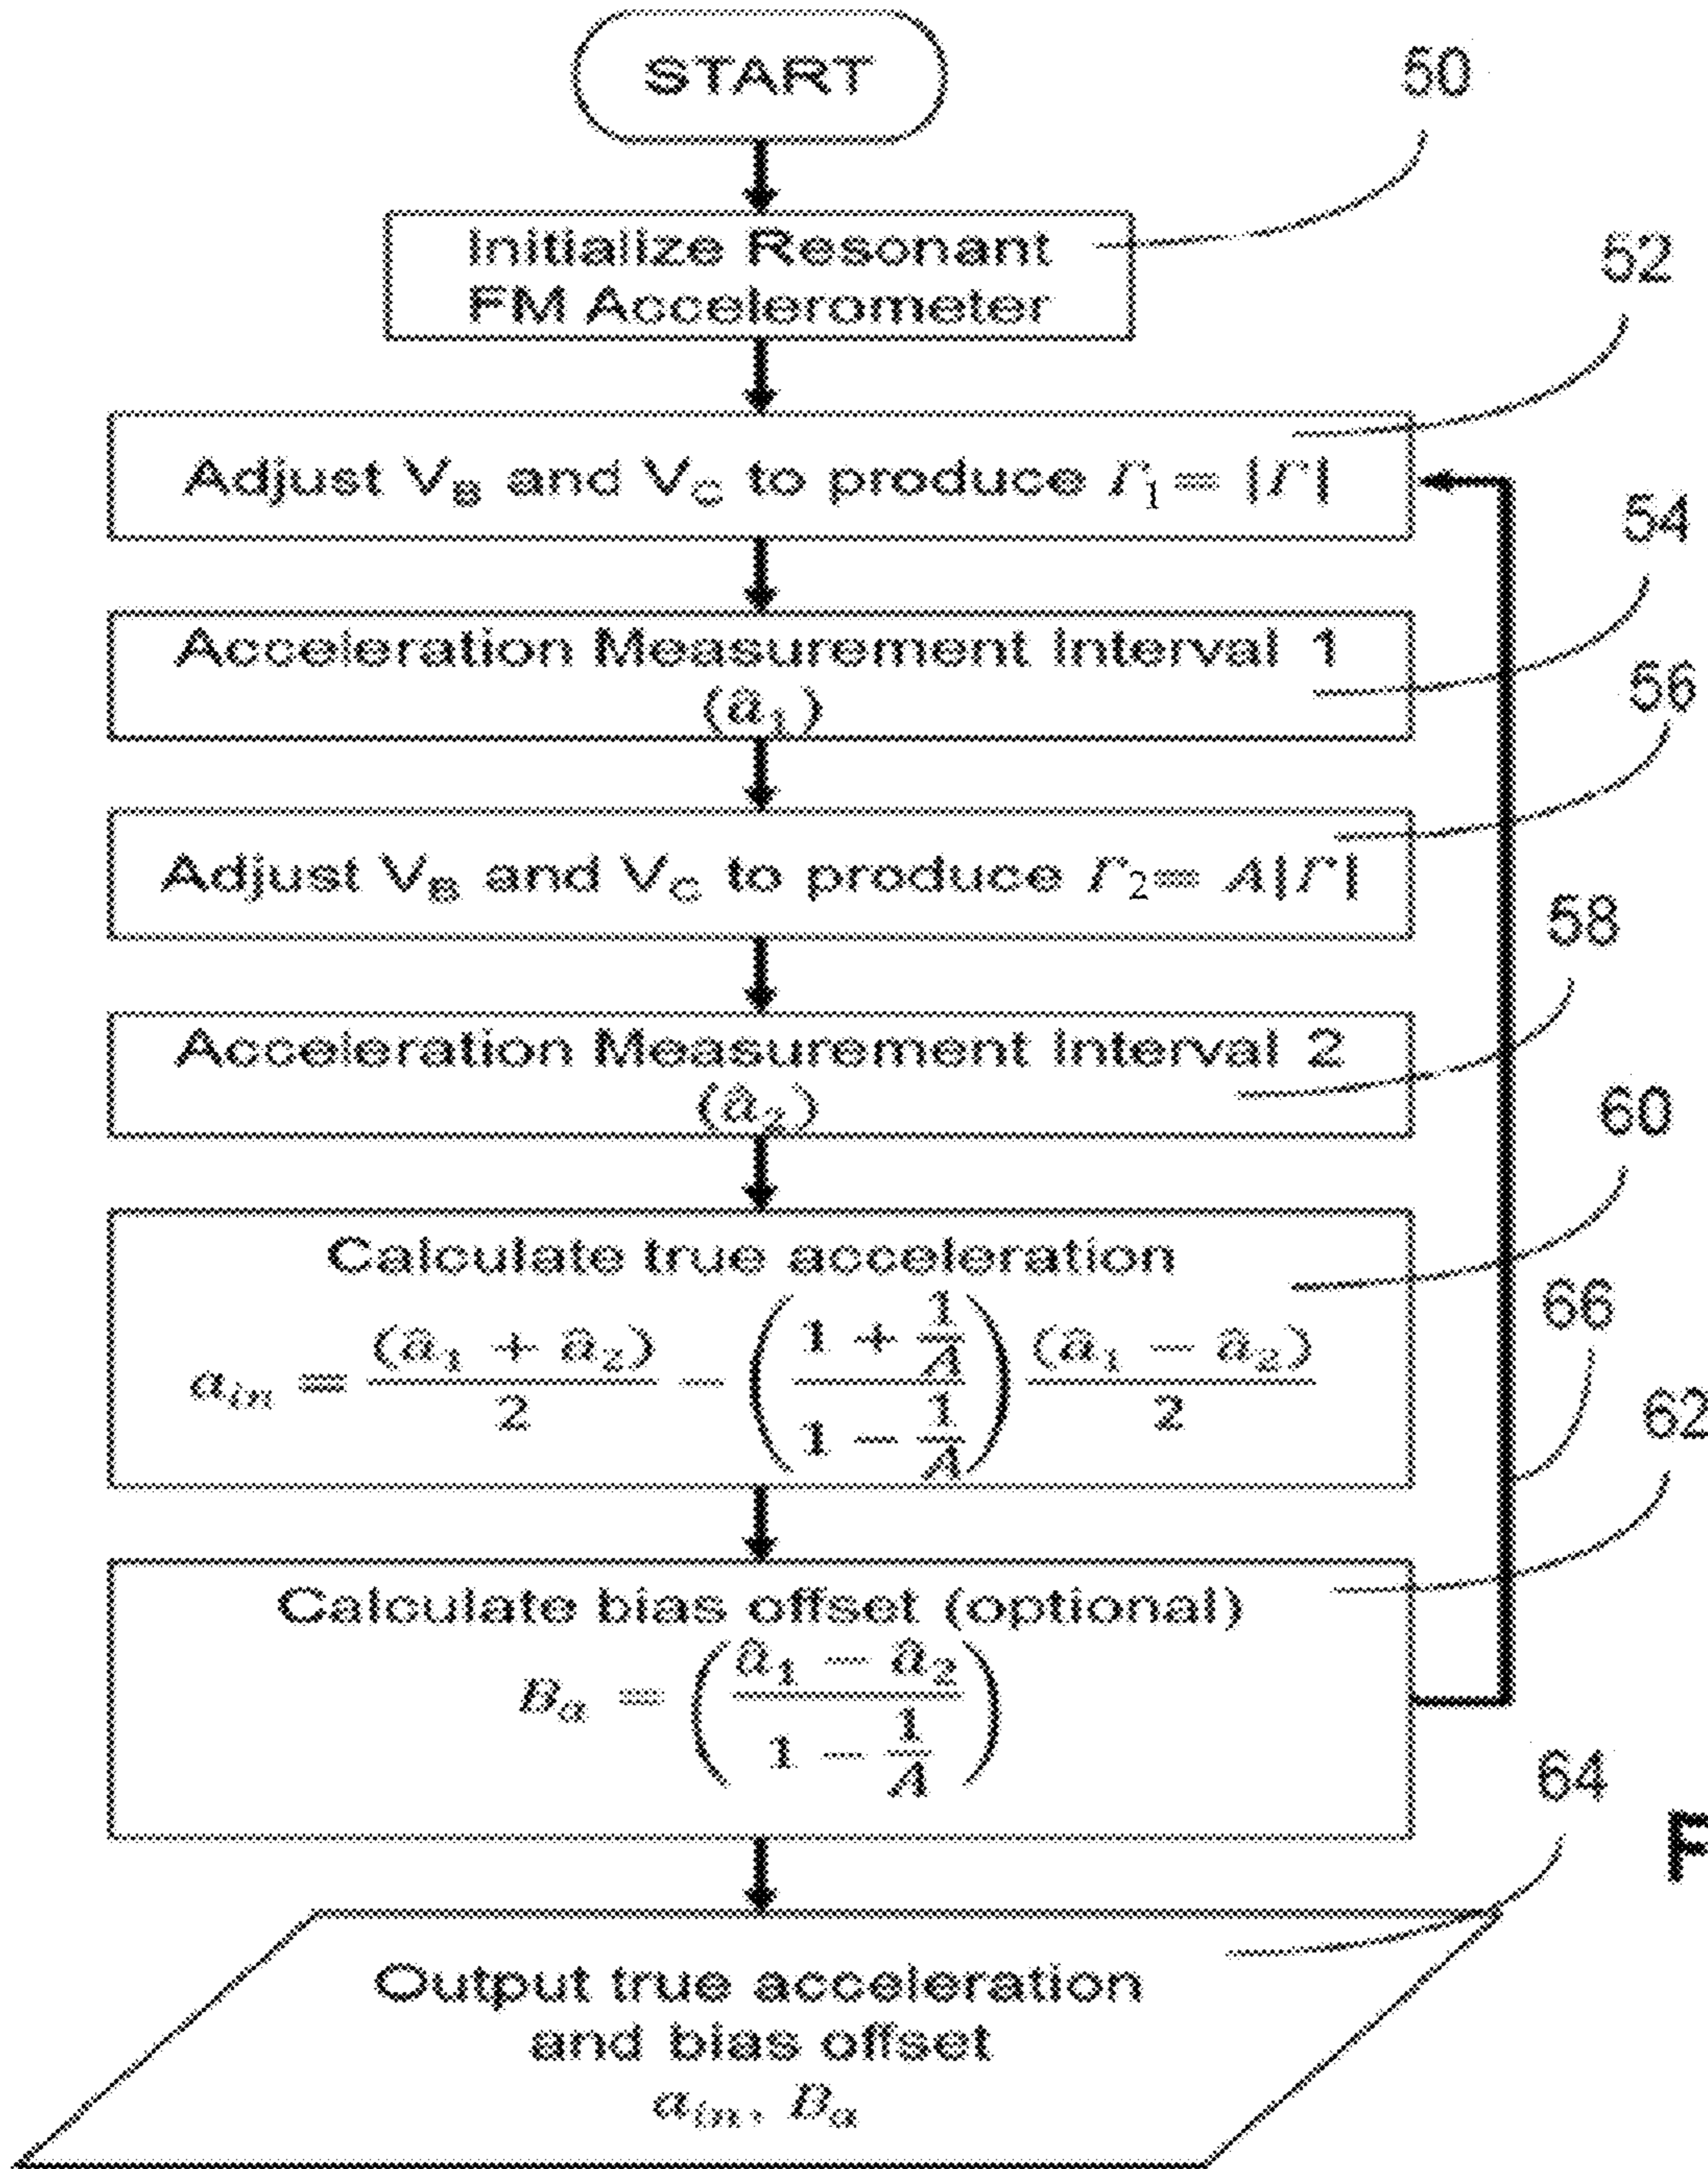 START
50
Initialize Resonant
FM Accelerometer
52
Adjust V_B and V_C to produce Γ_1 = |Γ|
54
Acceleration Measurement Interval 1
(â_1)
56
Adjust V_B and V_C to produce Γ_2 = A|Γ|
58
Acceleration Measurement Interval 2
(â_2)
60
Calculate true acceleration
a_in = (â_1 + â_2)/2 − ((1 + 1/A)/(1 − 1/A)) (â_1 − â_2)/2
66
62
Calculate bias offset (optional)
B_a = ((â_1 − â_2)/(1 − 1/A))
64
F
Output true acceleration
and bias offset
a_in, B_a